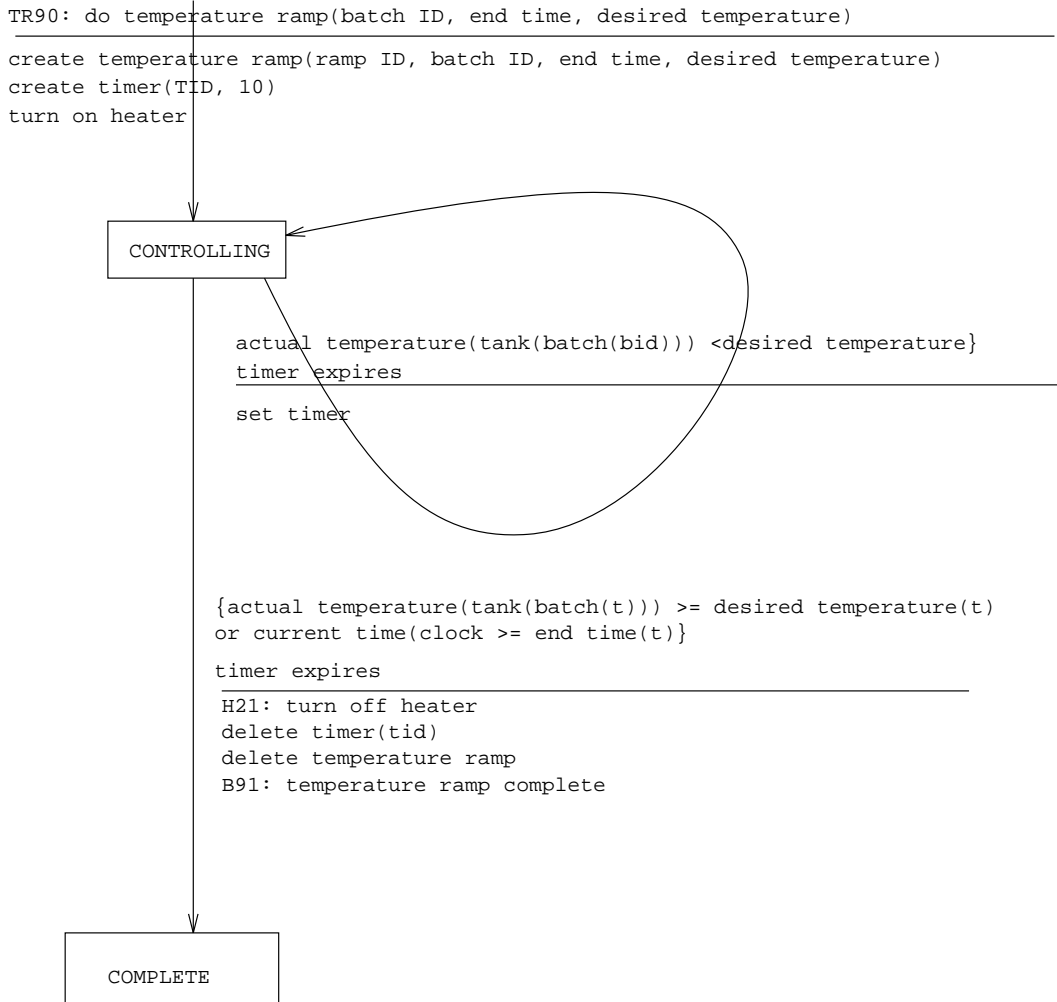 TR90: do temperature ramp(batch ID, end time, desired temperature)
create temperature ramp(ramp ID, batch ID, end time, desired temperature)
create timer(TID, 10)
turn on heater
CONTROLLING
actual temperature(tank(batch(bid))) <desired temperature}
timer expires
set timer
{actual temperature(tank(batch(t))) >= desired temperature(t)
or current time(clock >= end time(t)}
timer expires
H21: turn off heater
delete timer(tid)
delete temperature ramp
B91: temperature ramp complete
COMPLETE